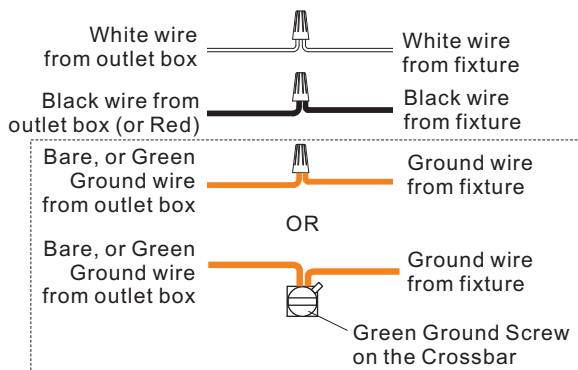 White wire
from outlet box
White wire
from fixture
Black wire from
outlet box (or Red)
Black wire
from fixture
Bare, or Green
Ground wire
from outlet box
Ground wire
from fixture
OR
Bare, or Green
Ground wire
from outlet box
Ground wire
from fixture
Green Ground Screw
on the Crossbar